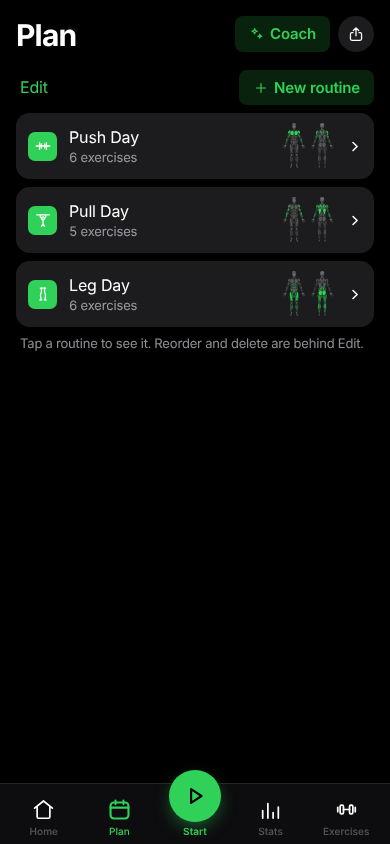 Plan
Coach
Edit
New routine
Push Day
6 exercises
Pull Day
5 exercises
Leg Day
6 exercises
Tap a routine to see it. Reorder and delete are behind Edit.
Home
Plan
Start
Stats
Exercises